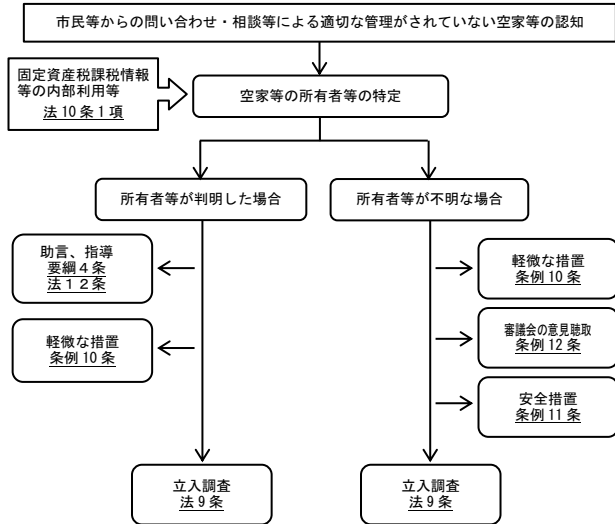 市民等からの問い合わせ・相談等による適切な管理がされていない空家等の認知
固定資産税課税情報
等の内部利用等
法10条1項
空家等の所有者等の特定
所有者等が判明した場合
所有者等が不明な場合
助言、指導
要綱4条
法12条
軽微な措置
条例10条
軽微な措置
条例10条
審議会の意見聴取
条例12条
安全措置
条例11条
立入調査
法9条
立入調査
法9条